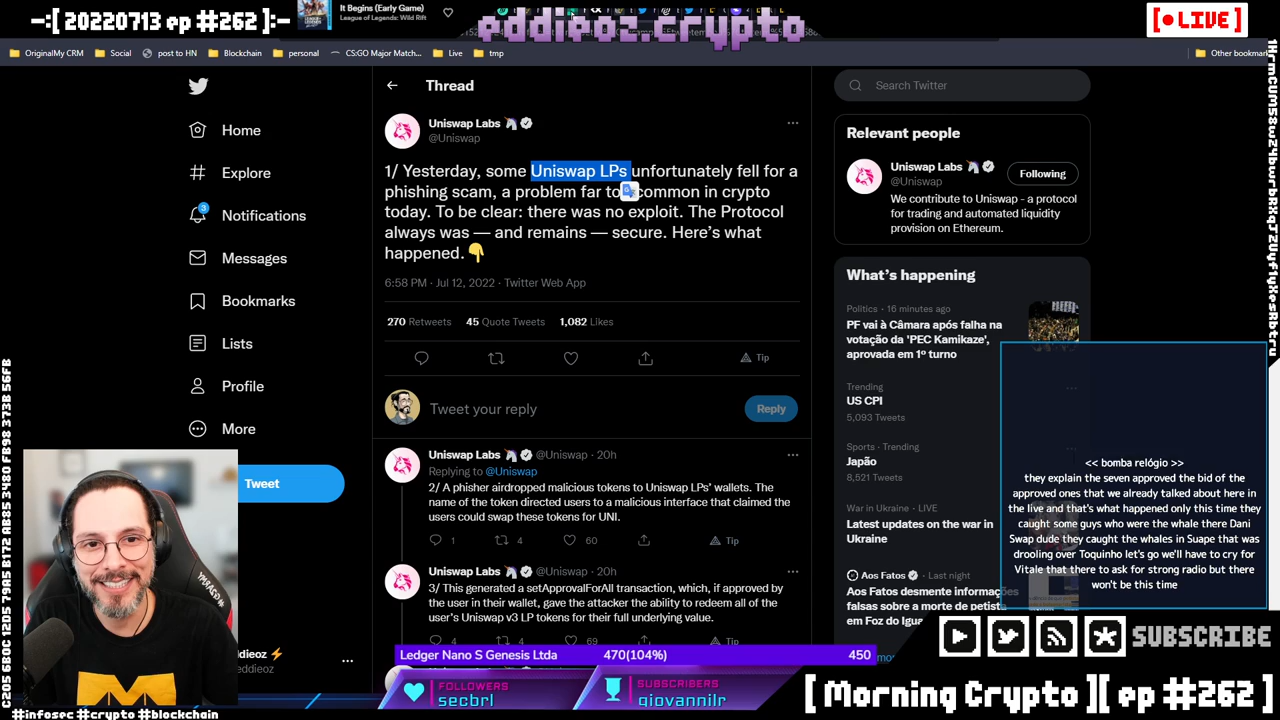 -:[ 20220713 ep #262 ]:-
It Begins (Early Game)
League of Legends: Wild Rift
eddieoz.crypto
[● LIVE ]
OriginalMy CRM
Social
post to HN
Blockchain
personal
CS:GO Major Match...
Live
tmp
Other bookmar
Home
Explore
3
Notifications
Messages
Bookmarks
Lists
Profile
More
Tweet
ddieoz ⚡
eddieoz
Thread
Uniswap Labs 🦄
@Uniswap
1/ Yesterday, some Uniswap LPs unfortunately fell for a
phishing scam, a problem far to common in crypto
today. To be clear: there was no exploit. The Protocol
always was — and remains — secure. Here's what
happened.👇
6:58 PM · Jul 12, 2022 · Twitter Web App
270 Retweets 45 Quote Tweets 1,082 Likes
Tip
Tweet your reply
Reply
Uniswap Labs 🦄 @Uniswap · 20h
Replying to @Uniswap
2/ A phisher airdropped malicious tokens to Uniswap LPs' wallets. The
name of the token directed users to a malicious interface that claimed the
users could swap these tokens for UNI.
1 4 60 Tip
Uniswap Labs 🦄 @Uniswap · 20h
3/ This generated a setApprovalForAll transaction, which, if approved
by the user in their wallet, gave the attacker the ability to redeem all of the
user's Uniswap v3 LP tokens for their full underlying value.
4 4 69 Tip
Search Twitter
Relevant people
Uniswap Labs 🦄
@Uniswap
Following
We contribute to Uniswap - a protocol
for trading and automated liquidity
provision on Ethereum.
What's happening
Politics · 16 minutes ago
PF vai à Câmara após falha na
votação da 'PEC Kamikaze',
aprovada em 1º turno
Trending
US CPI
5,093 Tweets
Sports · Trending
Japão
8,521 Tweets
War in Ukraine · LIVE
Latest updates on the war in
Ukraine
Aos Fatos · Last night
Aos Fatos desmente informações
falsas sobre a morte de petista
em Foz do Igua
<< bomba relógio >>
they explain the seven approved the bid of the
approved ones that we already talked about here in
the live and that's what happened only this time they
caught some guys who were the whale there Dani
Swap dude they caught the whales in Suape that was
drooling over Toquinho let's go we'll have to cry for
Vitale that there to ask for strong radio but there
won't be this time
SUBSCRIBE
Ledger Nano S Genesis Ltda 470(104%) 450
FOLLOWERS
secbrl
SUBSCRIBERS
giovannilr
[ Morning Crypto ][ ep #262 ]
#infosec #crypto #blockchain